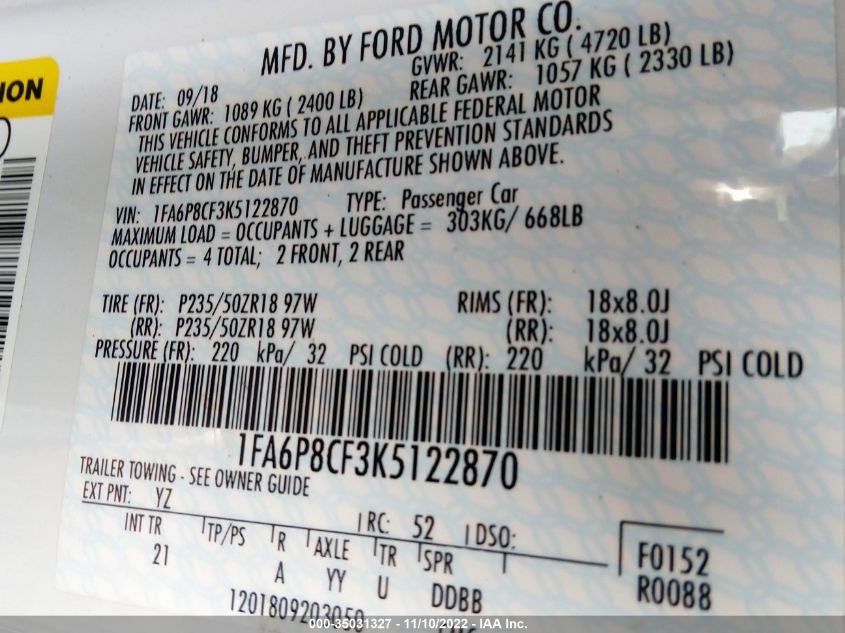 MFD. BY FORD MOTOR CO.
DATE: 09/18 GVWR: 2141 KG ( 4720 LB)
FRONT GAWR: 1089 KG ( 2400 LB) REAR GAWR: 1057 KG ( 2330 LB)
THIS VEHICLE CONFORMS TO ALL APPLICABLE FEDERAL MOTOR
VEHICLE SAFETY, BUMPER, AND THEFT PREVENTION STANDARDS
IN EFFECT ON THE DATE OF MANUFACTURE SHOWN ABOVE.
VIN: 1FA6P8CF3K5122870 TYPE: Passenger Car
MAXIMUM LOAD = OCCUPANTS + LUGGAGE = 303KG/ 668LB
OCCUPANTS = 4 TOTAL; 2 FRONT, 2 REAR
TIRE (FR): P235/50ZR18 97W RIMS (FR): 18x8.0J
(RR): P235/50ZR18 97W (RR): 18x8.0J
PRESSURE (FR): 220 kPa/ 32 PSI COLD (RR): 220 kPa/ 32 PSI COLD
1FA6P8CF3K5122870
TRAILER TOWING - SEE OWNER GUIDE
EXT PNT: YZ RC: 52 DSO:
INT TR TP/PS R AXLE TR SPR F0152
21 A YY U DDBB R0088
1201809203050
000-35031327 - 11/10/2022 - IAA Inc.